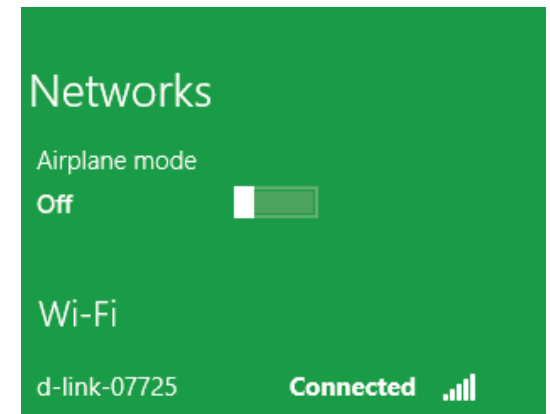 Networks
Airplane mode
Off
Wi-Fi
d-link-07725 Connected